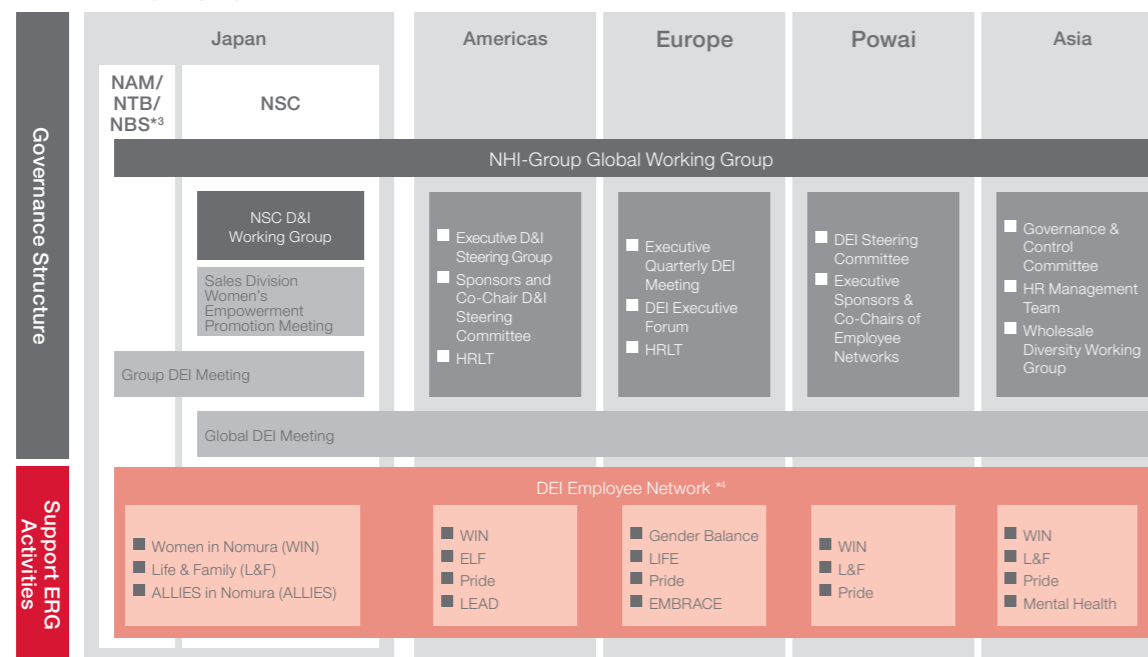 Japan
Americas
Europe
Powai
Asia
NAM/
NTB/
NBS*3
NSC
Governance Structure
NHI-Group Global Working Group
NSC D&I
Working Group
Sales Division
Women's
Empowerment
Promotion Meeting
Group DEI Meeting
Executive D&I
Steering Group
Sponsors and
Co-Chair D&I
Steering
Committee
HRLT
Executive
Quarterly DEI
Meeting
DEI Executive
Forum
HRLT
DEI Steering
Committee
Executive
Sponsors &
Co-Chairs of
Employee
Networks
Governance &
Control
Committee
HR Management
Team
Wholesale
Diversity Working
Group
Global DEI Meeting
Support ERG
Activities
DEI Employee Network *4
Women in Nomura (WIN)
Life & Family (L&F)
ALLIES in Nomura (ALLIES)
WIN
ELF
Pride
LEAD
Gender Balance
LIFE
Pride
EMBRACE
WIN
L&F
Pride
WIN
L&F
Pride
Mental Health